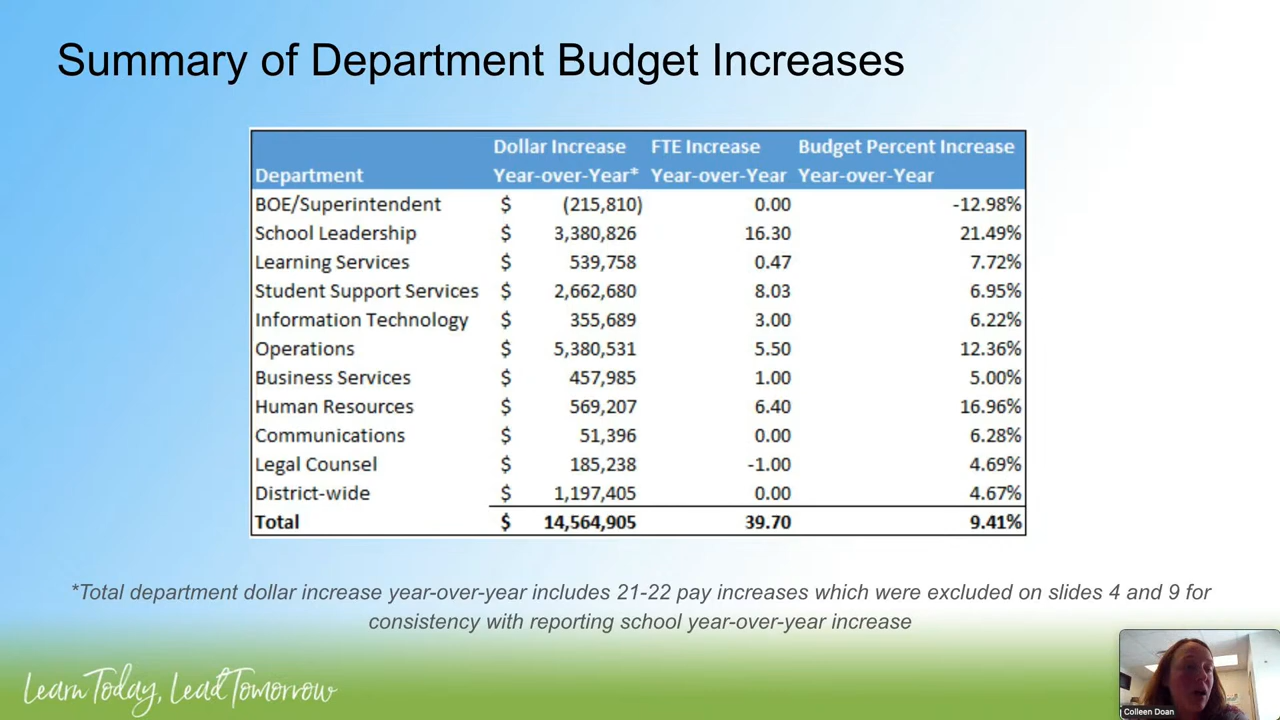 Summary of Department Budget Increases
Dollar Increase FTE Increase Budget Percent Increase
Department Year-over-Year* Year-over-Year Year-over-Year
BOE/Superintendent $ (215,810) 0.00 -12.98%
School Leadership $ 3,380,826 16.30 21.49%
Learning Services $ 539,758 0.47 7.72%
Student Support Services $ 2,662,680 8.03 6.95%
Information Technology $ 355,689 3.00 6.22%
Operations $ 5,380,531 5.50 12.36%
Business Services $ 457,985 1.00 5.00%
Human Resources $ 569,207 6.40 16.96%
Communications $ 51,396 0.00 6.28%
Legal Counsel $ 185,238 -1.00 4.69%
District-wide $ 1,197,405 0.00 4.67%
Total $ 14,564,905 39.70 9.41%
*Total department dollar increase year-over-year includes 21-22 pay increases which were excluded on slides 4 and 9 for
consistency with reporting school year-over-year increase
Learn Today, Lead Tomorrow
Colleen Doan